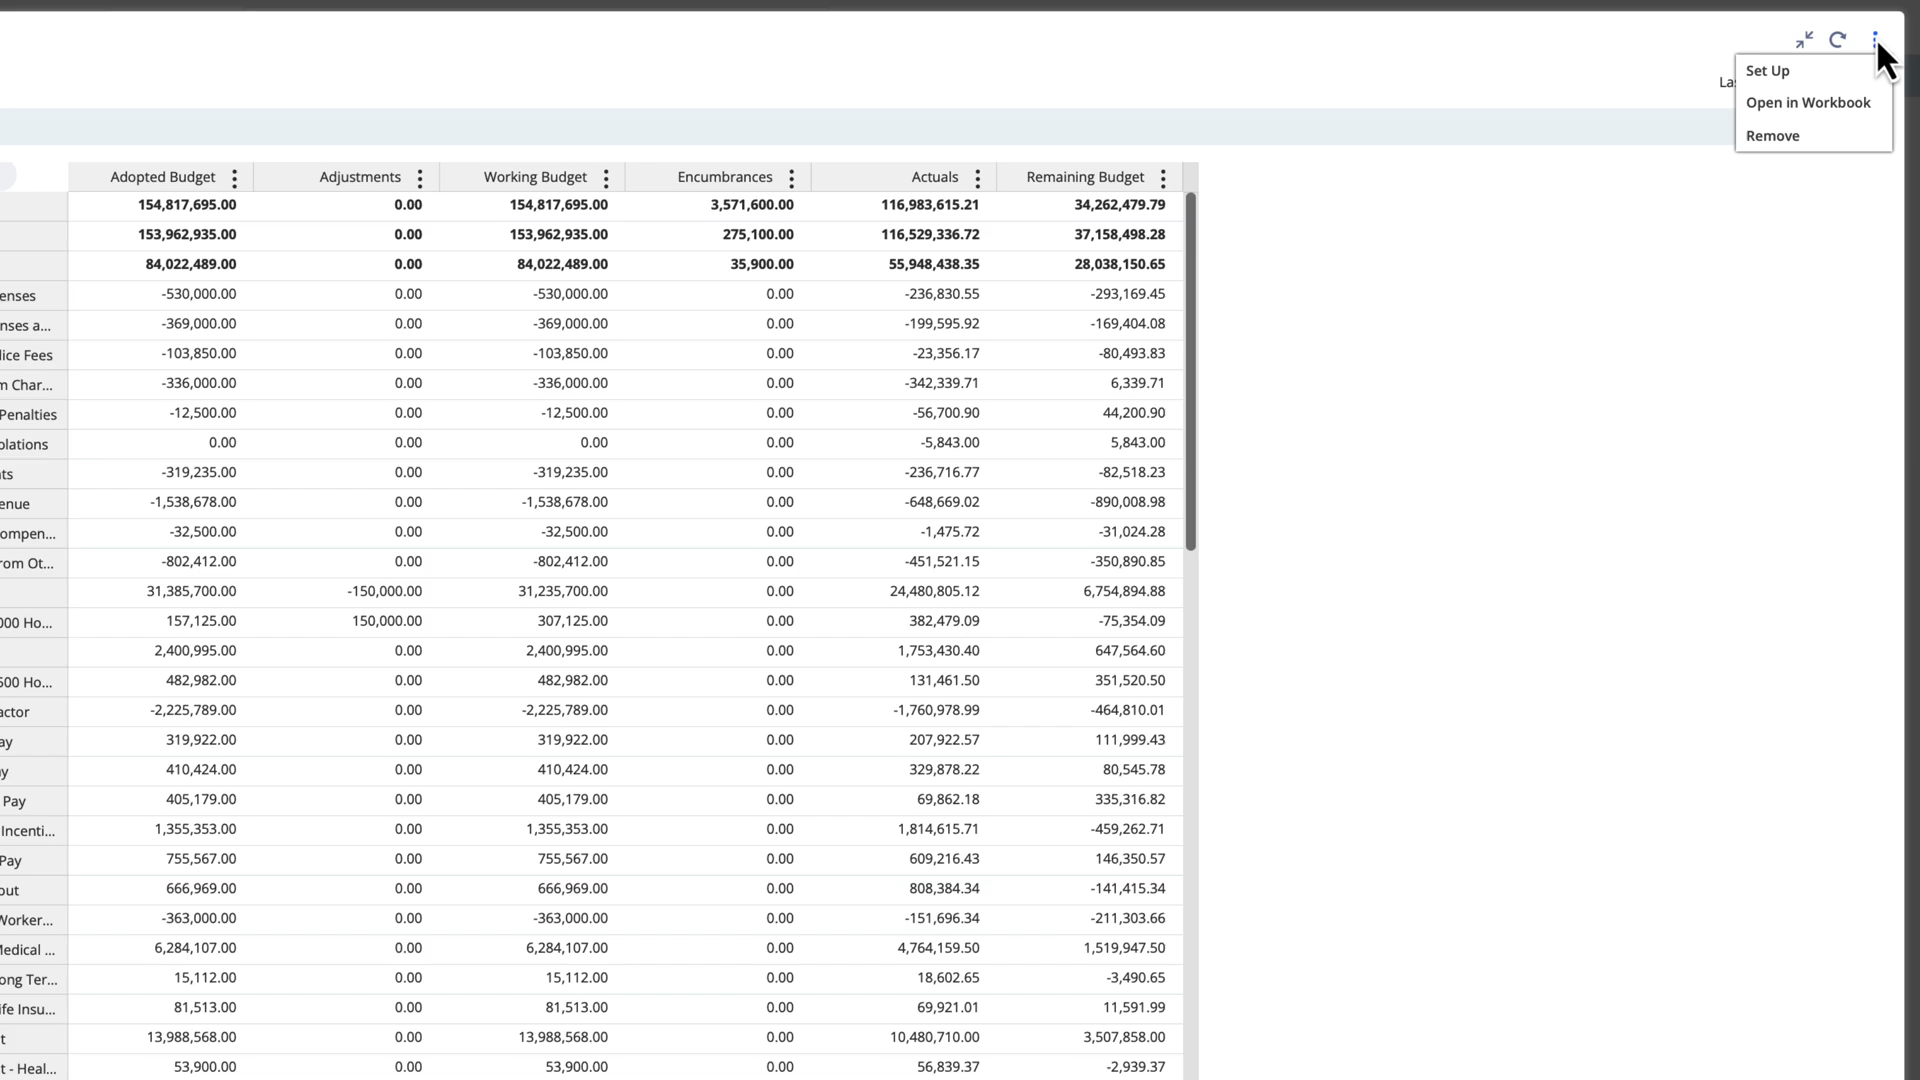 Set Up
Las
Open in Workbook
Remove
Adopted Budget Adjustments Working Budget Encumbrances Actuals Remaining Budget
154,817,695.00 0.00 154,817,695.00 3,571,600.00 116,983,615.21 34,262,479.79
153,962,935.00 0.00 153,962,935.00 275,100.00 116,529,336.72 37,158,498.28
84,022,489.00 0.00 84,022,489.00 35,900.00 55,948,438.35 28,038,150.65
enses -530,000.00 0.00 -530,000.00 0.00 -236,830.55 -293,169.45
nses a... -369,000.00 0.00 -369,000.00 0.00 -199,595.92 -169,404.08
lice Fees -103,850.00 0.00 -103,850.00 0.00 -23,356.17 -80,493.83
m Char... -336,000.00 0.00 -336,000.00 0.00 -342,339.71 6,339.71
Penalties -12,500.00 0.00 -12,500.00 0.00 -56,700.90 44,200.90
olations 0.00 0.00 0.00 0.00 -5,843.00 5,843.00
ts -319,235.00 0.00 -319,235.00 0.00 -236,716.77 -82,518.23
enue -1,538,678.00 0.00 -1,538,678.00 0.00 -648,669.02 -890,008.98
ompen... -32,500.00 0.00 -32,500.00 0.00 -1,475.72 -31,024.28
rom Ot... -802,412.00 0.00 -802,412.00 0.00 -451,521.15 -350,890.85
31,385,700.00 -150,000.00 31,235,700.00 0.00 24,480,805.12 6,754,894.88
000 Ho... 157,125.00 150,000.00 307,125.00 0.00 382,479.09 -75,354.09
2,400,995.00 0.00 2,400,995.00 0.00 1,753,430.40 647,564.60
500 Ho... 482,982.00 0.00 482,982.00 0.00 131,461.50 351,520.50
actor -2,225,789.00 0.00 -2,225,789.00 0.00 -1,760,978.99 -464,810.01
ay 319,922.00 0.00 319,922.00 0.00 207,922.57 111,999.43
y 410,424.00 0.00 410,424.00 0.00 329,878.22 80,545.78
Pay 405,179.00 0.00 405,179.00 0.00 69,862.18 335,316.82
Incenti... 1,355,353.00 0.00 1,355,353.00 0.00 1,814,615.71 -459,262.71
Pay 755,567.00 0.00 755,567.00 0.00 609,216.43 146,350.57
out 666,969.00 0.00 666,969.00 0.00 808,384.34 -141,415.34
Worker... -363,000.00 0.00 -363,000.00 0.00 -151,696.34 -211,303.66
Medical ... 6,284,107.00 0.00 6,284,107.00 0.00 4,764,159.50 1,519,947.50
ong Ter... 15,112.00 0.00 15,112.00 0.00 18,602.65 -3,490.65
ife Insu... 81,513.00 0.00 81,513.00 0.00 69,921.01 11,591.99
t 13,988,568.00 0.00 13,988,568.00 0.00 10,480,710.00 3,507,858.00
t - Heal... 53,900.00 0.00 53,900.00 0.00 56,839.37 -2,939.37